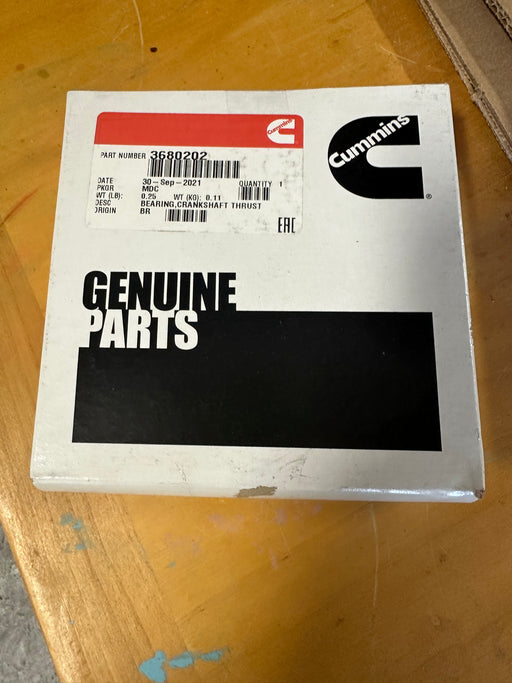 Cummins
PART NUMBER 3680202
DATE 30-Sep-2021 QUANTITY 1
PKGR MDC
WT (LB): 0.25 WT (KG): 0.11
DESC BEARING,CRANKSHAFT THRUST
ORIGIN BR
EAC
Cummins
®
GENUINE
PARTS